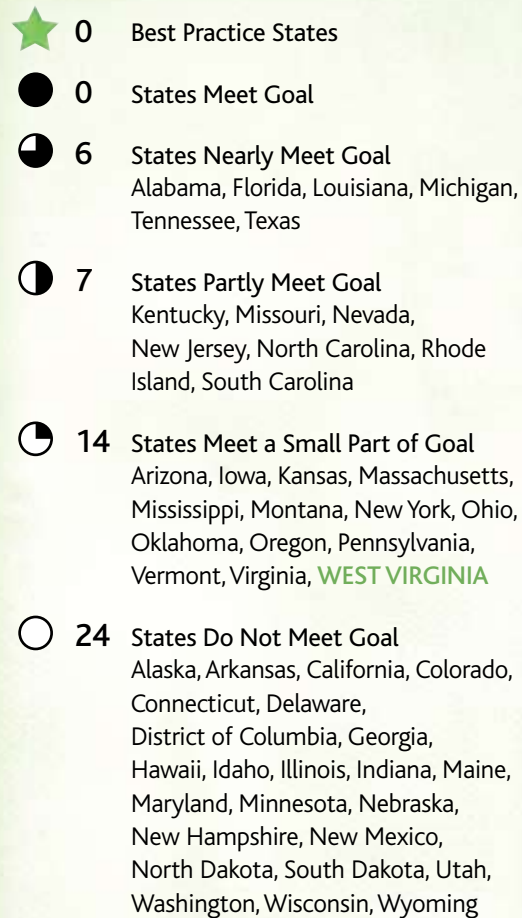 0 Best Practice States
0 States Meet Goal
6 States Nearly Meet Goal
Alabama, Florida, Louisiana, Michigan,
Tennessee, Texas
7 States Partly Meet Goal
Kentucky, Missouri, Nevada,
New Jersey, North Carolina, Rhode
Island, South Carolina
14 States Meet a Small Part of Goal
Arizona, Iowa, Kansas, Massachusetts,
Mississippi, Montana, New York, Ohio,
Oklahoma, Oregon, Pennsylvania,
Vermont, Virginia, WEST VIRGINIA
24 States Do Not Meet Goal
Alaska, Arkansas, California, Colorado,
Connecticut, Delaware,
District of Columbia, Georgia,
Hawaii, Idaho, Illinois, Indiana, Maine,
Maryland, Minnesota, Nebraska,
New Hampshire, New Mexico,
North Dakota, South Dakota, Utah,
Washington, Wisconsin, Wyoming